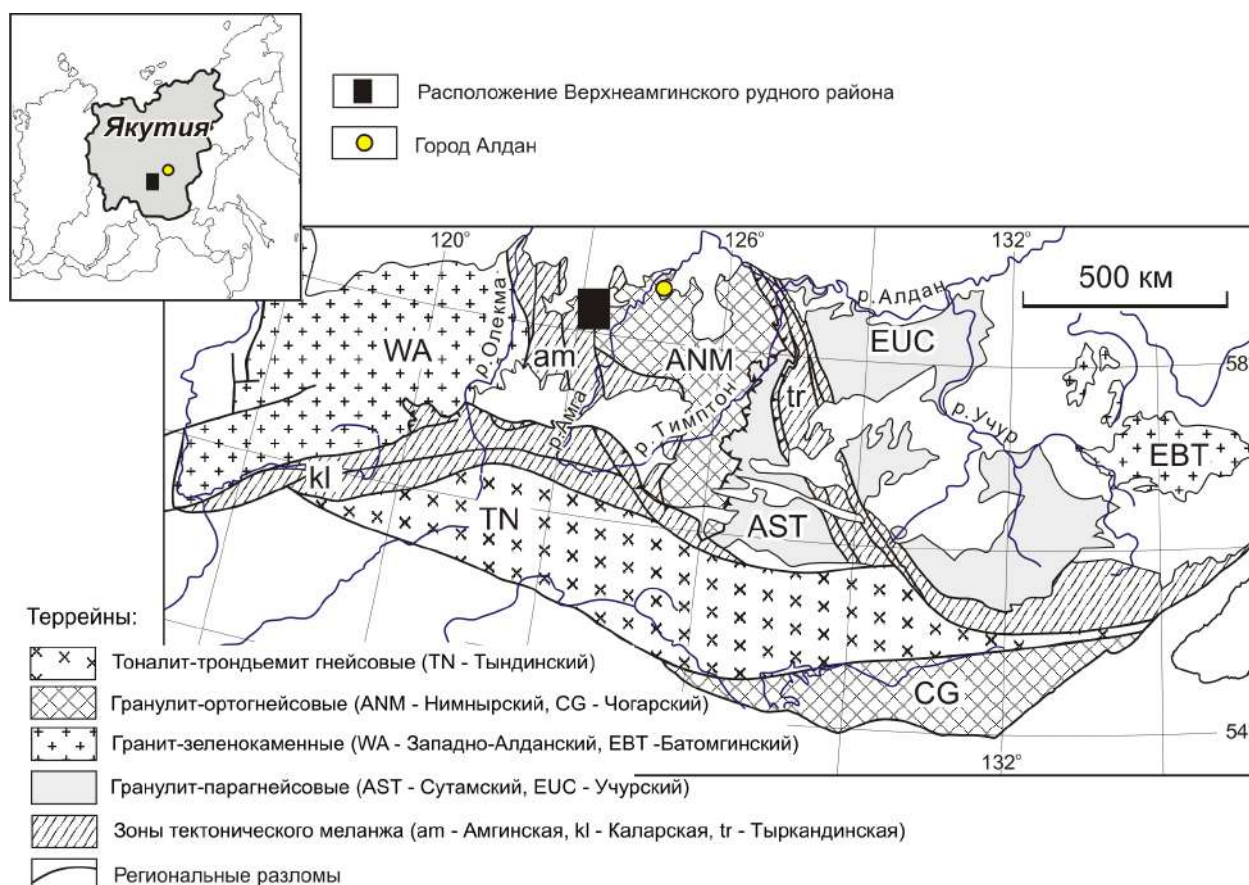 Якутия
Расположение Верхнеамгинского рудного района
Город Алдан
120°
126°
132°
500 км
р.Алдан
р.Олекма
WA
am
ANM
EUC
58
tr
р.Амга
р.Тимптон
р.Учур
EBT
kl
TN
AST
CG
54
132°
Террейны:
Тоналит-трондьемит гнейсовые (TN - Тындинский)
Гранулит-ортогнейсовые (ANM - Нимнырский, CG - Чогарский)
Гранит-зеленокаменные (WA - Западно-Алданский, EBT -Батомгинский)
Гранулит-парагнейсовые (AST - Сутамский, EUC - Учурский)
Зоны тектонического меланжа (am - Амгинская, kl - Каларская, tr - Тыркандинская)
Региональные разломы